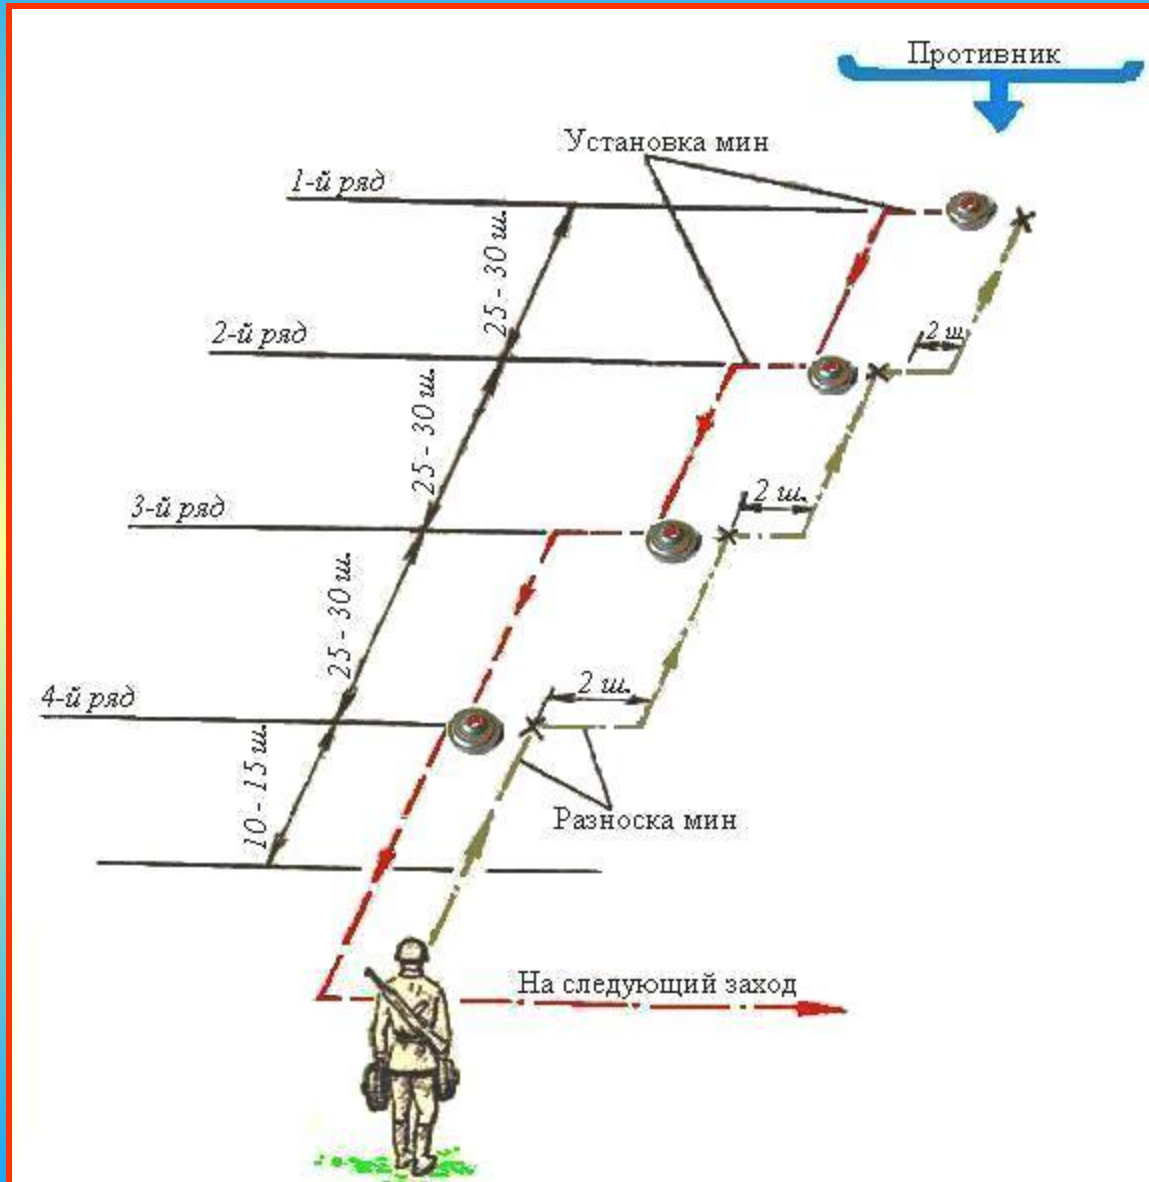 Противник
Установка мин
1-й ряд
25 - 30 ш.
2-й ряд
2 ш
25 - 30 ш.
3-й ряд
2 ш.
25 - 30 ш.
4-й ряд
2 ш.
10 - 15 ш.
Разноска мин
На следующий заход